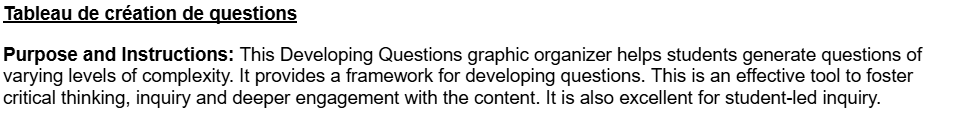 Tableau de création de questions
Purpose and Instructions: This Developing Questions graphic organizer helps students generate questions of
varying levels of complexity. It provides a framework for developing questions. This is an effective tool to foster
critical thinking, inquiry and deeper engagement with the content. It is also excellent for student-led inquiry.